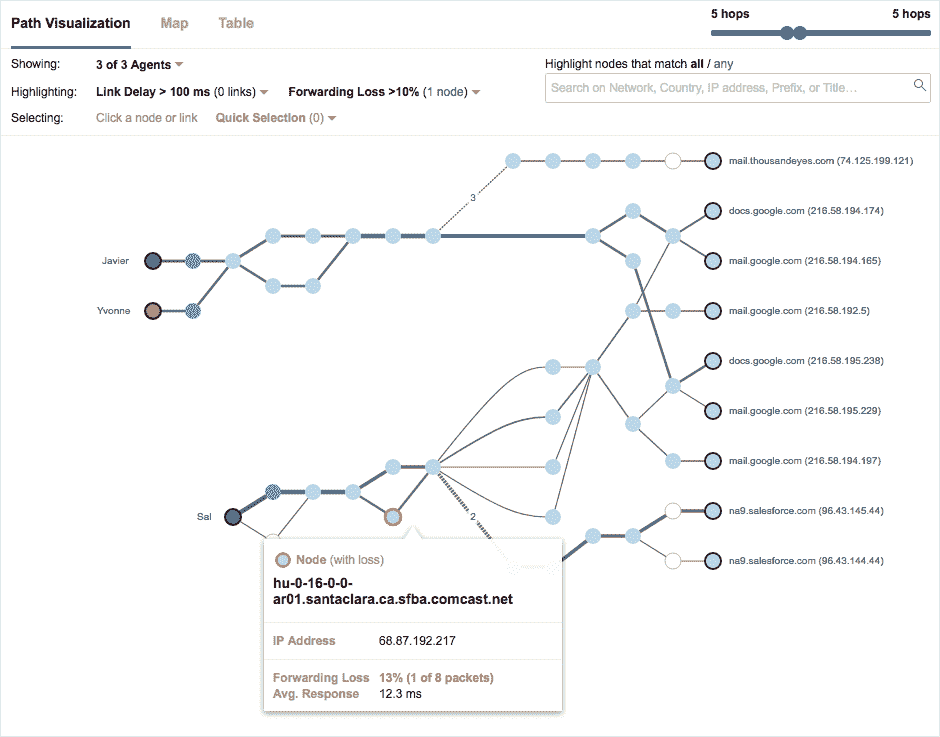 Path Visualization Map Table
5 hops 5 hops
Showing: 3 of 3 Agents
Highlighting: Link Delay > 100 ms (0 links) Forwarding Loss >10% (1 node)
Selecting: Click a node or link Quick Selection (0)
Highlight nodes that match all / any
Search on Network, Country, IP address, Prefix, or Title...
3
mail.thousandeyes.com (74.125.199.121)
docs.google.com (216.58.194.174)
Javier
mail.google.com (216.58.194.165)
Yvonne
mail.google.com (216.58.192.5)
docs.google.com (216.58.195.238)
mail.google.com (216.58.195.229)
mail.google.com (216.58.194.197)
Sal
2
na9.salesforce.com (96.43.145.44)
na9.salesforce.com (96.43.144.44)
Node (with loss)
hu-0-16-0-0-
ar01.santaclara.ca.sfba.comcast.net
IP Address 68.87.192.217
Forwarding Loss 13% (1 of 8 packets)
Avg. Response 12.3 ms